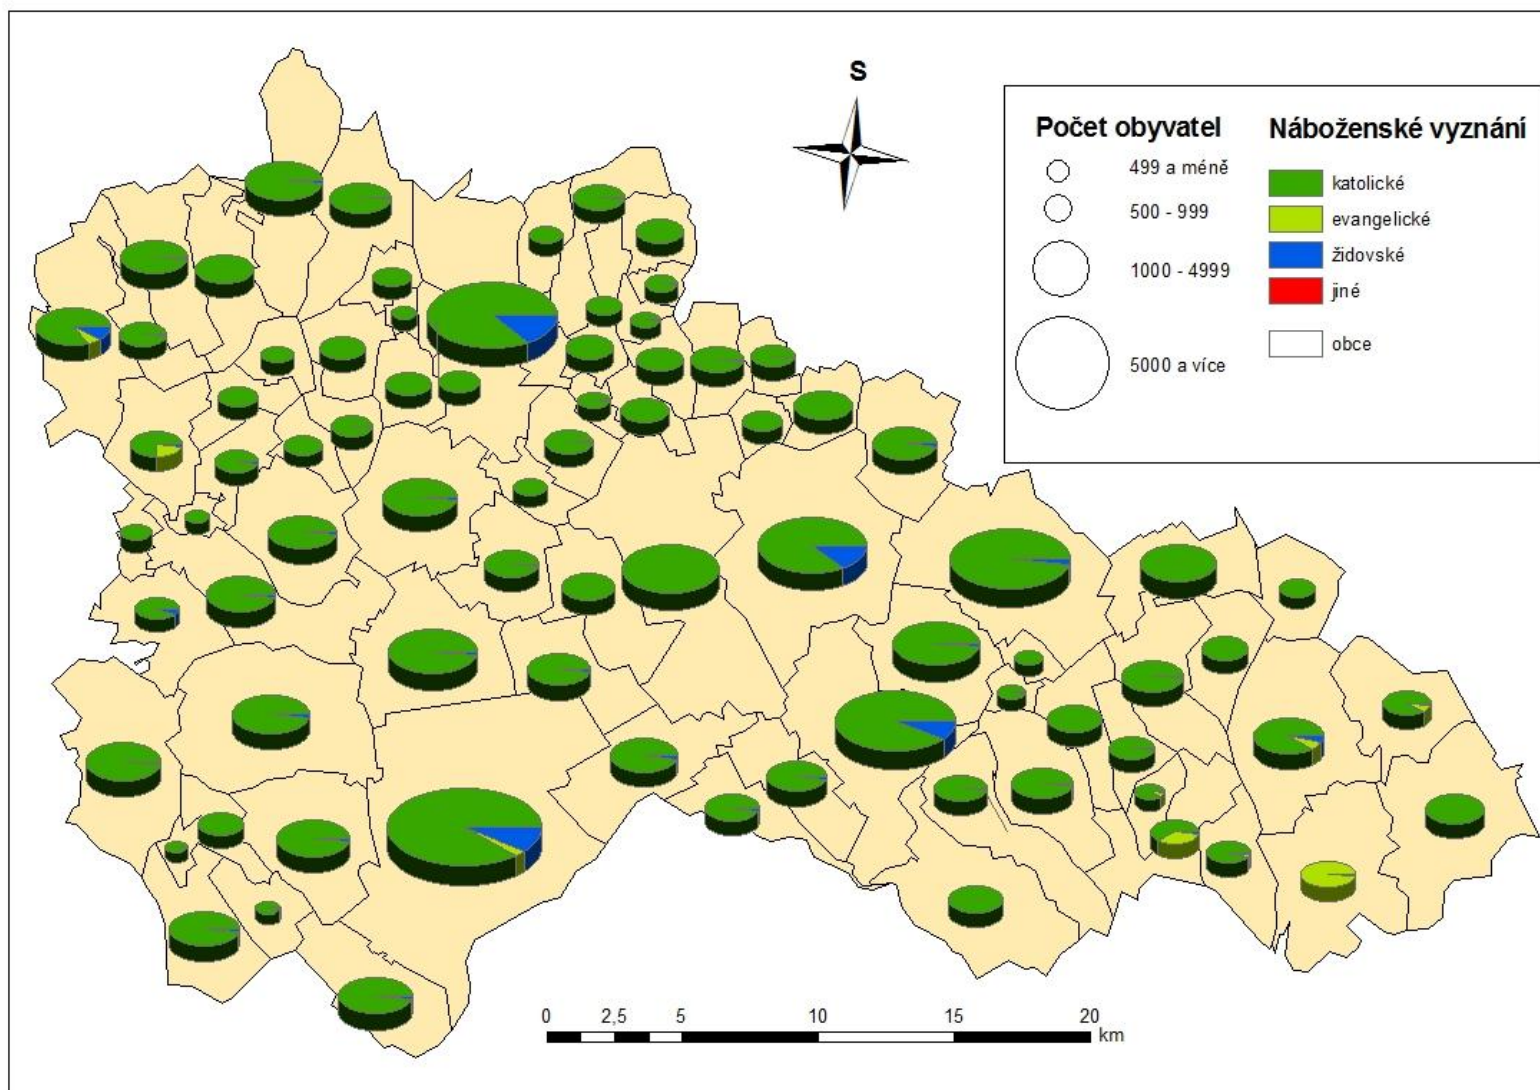 S
Počet obyvatel
499 a méně
500 - 999
1000 - 4999
5000 a více
Náboženské vyznání
katolické
evangelické
židovské
jiné
obce
0 2,5 5 10 15 20
km